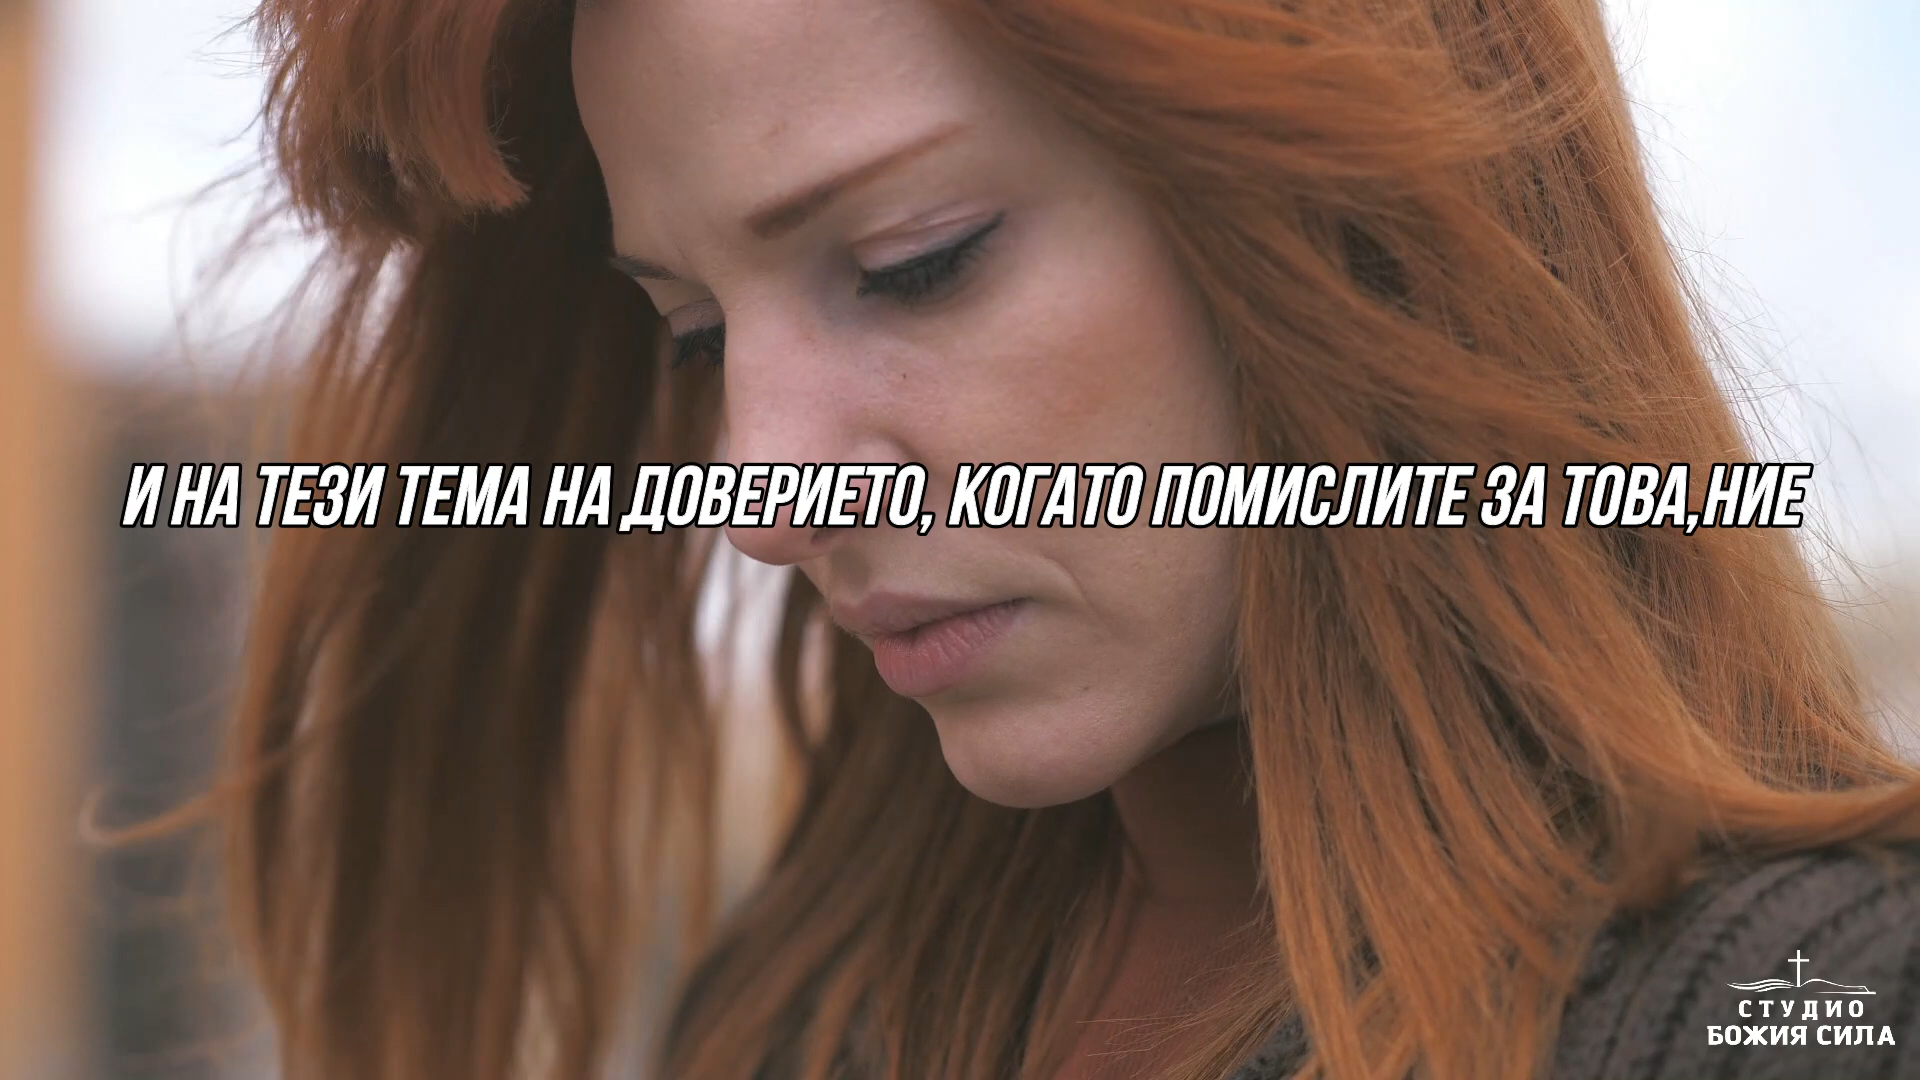 И НА ТЕЗИ ТЕМА НА ДОВЕРИЕТО, КОГАТО ПОМИСЛИТЕ ЗА ТОВА,НИЕ
СТУДИО
БОЖИЯ СИЛА